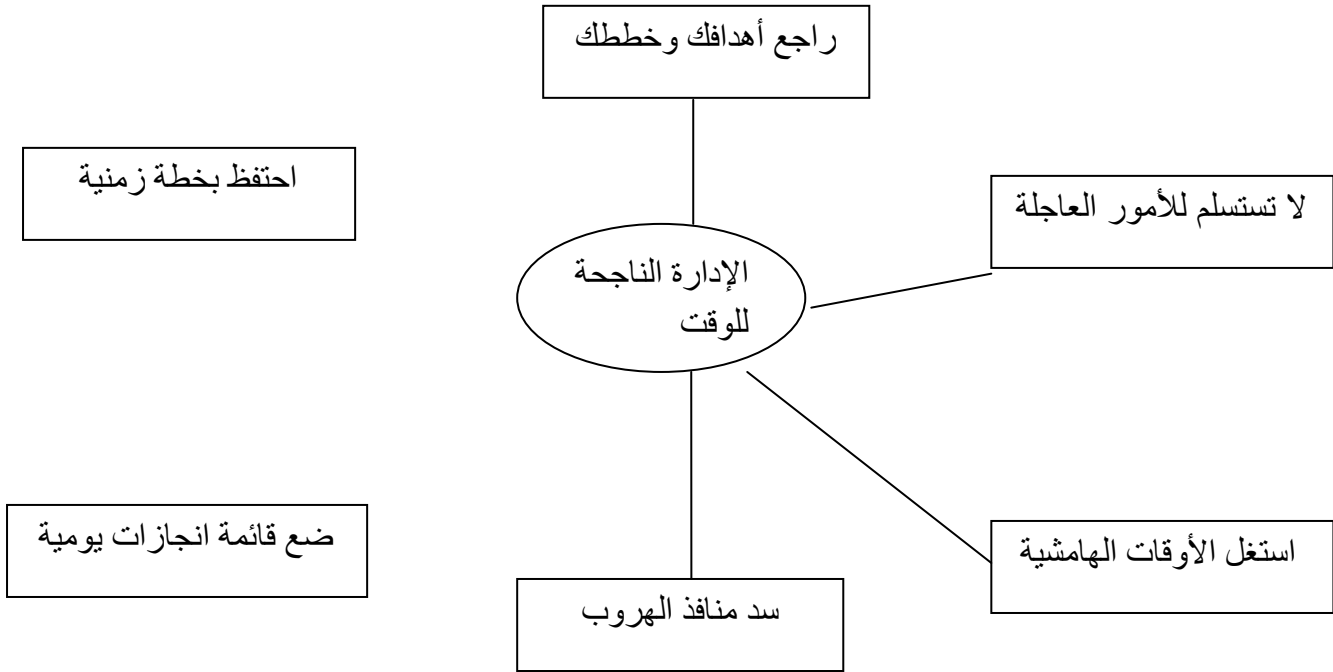 راجع أهدافك وخططك
احتفظ بخطة زمنية
لا تستسلم للأمور العاجلة
الإدارة الناجحة
للوقت
ضع قائمة انجازات يومية
استغل الأوقات الهامشية
سد منافذ الهروب